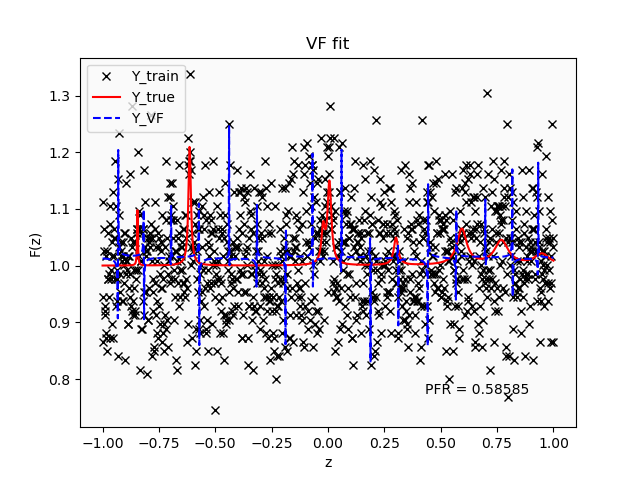 VF fit
Y_train
Y_true
Y_VF
F(z)
1.3
1.2
1.1
1.0
0.9
0.8
PFR = 0.58585
−1.00 −0.75 −0.50 −0.25 0.00 0.25 0.50 0.75 1.00
z